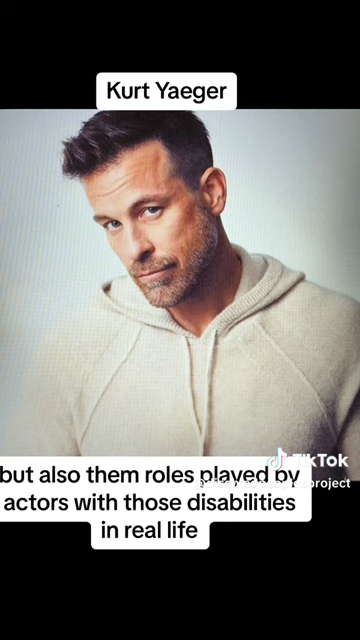 Kurt Yaeger
but also them roles played by
TikTok
actors with those disabilities
project
in real life